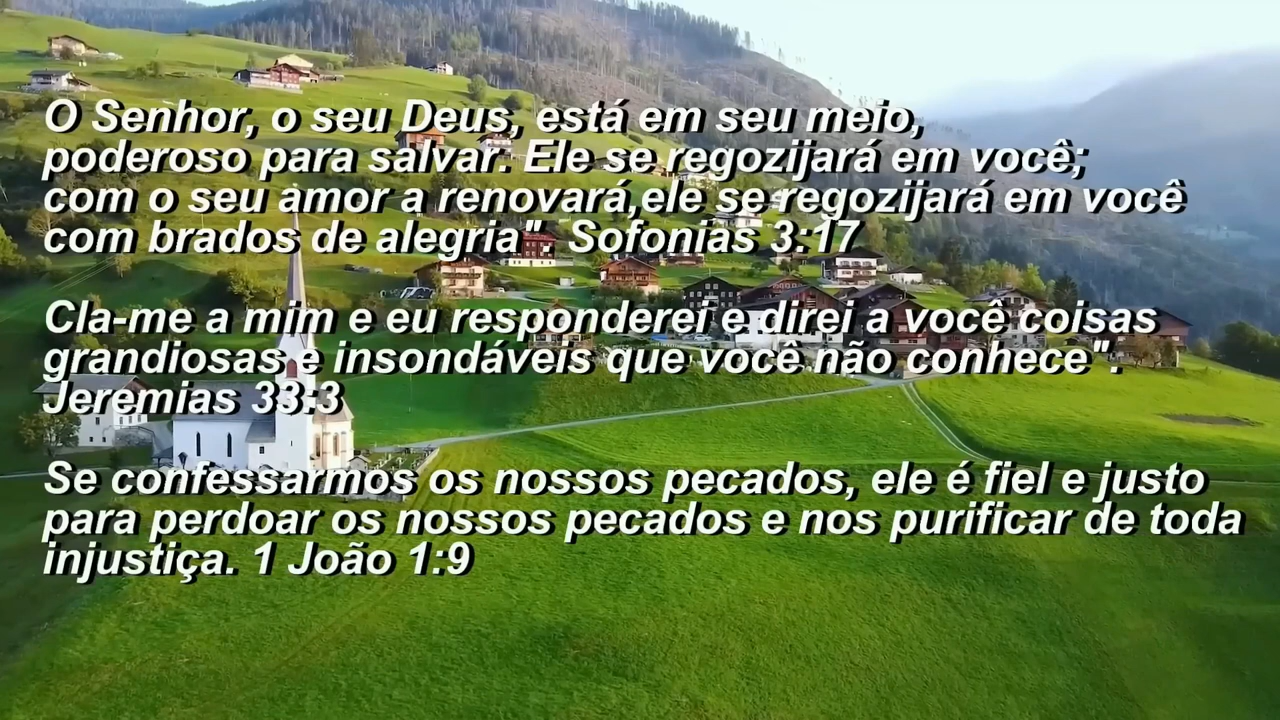 O Senhor, o seu Deus, está em seu meio,
poderoso para salvar. Ele se regozijará em você;
com o seu amor a renovará,ele se regozijará em você
com brados de alegria". Sofonias 3:17
Cla-me a mim e eu responderei e direi a você coisas
grandiosas e insondáveis que você não conhece".
Jeremias 33:3
Se confessarmos os nossos pecados, ele é fiel e justo
para perdoar os nossos pecados e nos purificar de toda
injustiça. 1 João 1:9